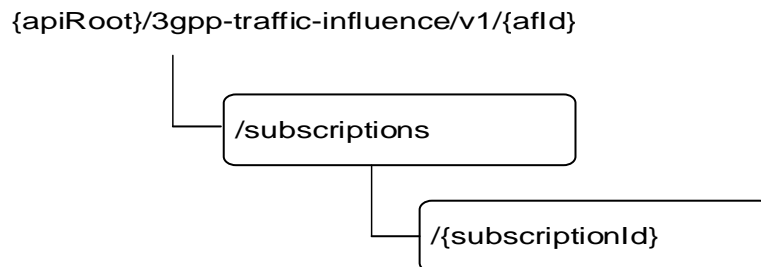 {apiRoot}/3gpp-traffic-influence/v1/{afId}
/subscriptions
/{subscriptionId}